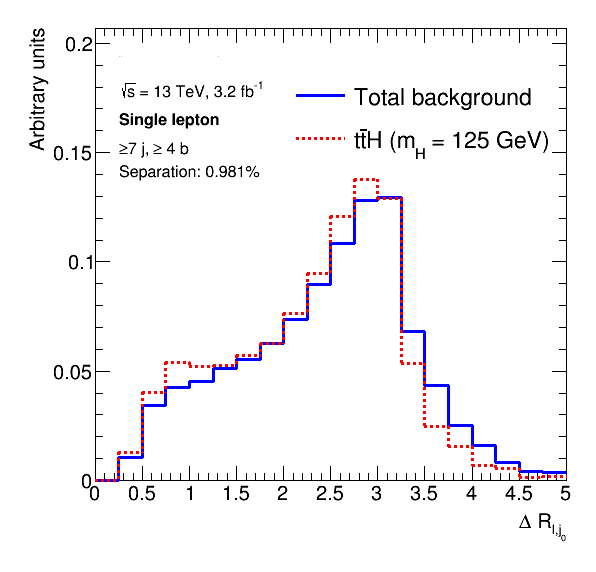 Arbitrary units
0.2
0.15
0.1
0.05
0
√s = 13 TeV, 3.2 fb⁻¹
Single lepton
≥7 j, ≥ 4 b
Separation: 0.981%
Total background
tt̄H (m_H = 125 GeV)
0 0.5 1 1.5 2 2.5 3 3.5 4 4.5 5
Δ R_l,j₀